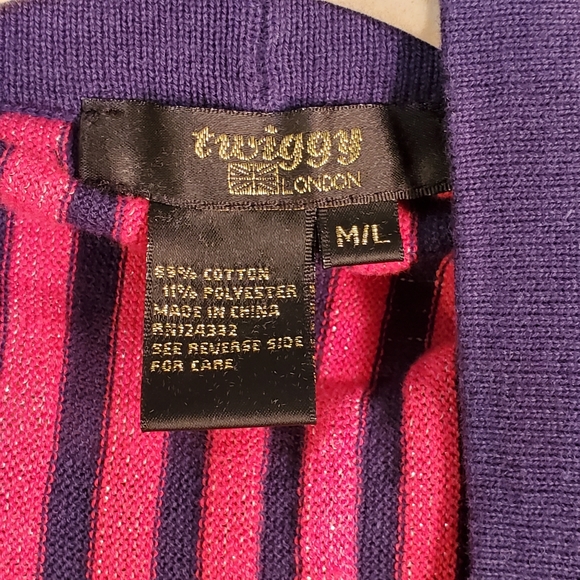 twiggy
LONDON
M/L
89% COTTON
11% POLYESTER
MADE IN CHINA
RN124332
SEE REVERSE SIDE
FOR CARE